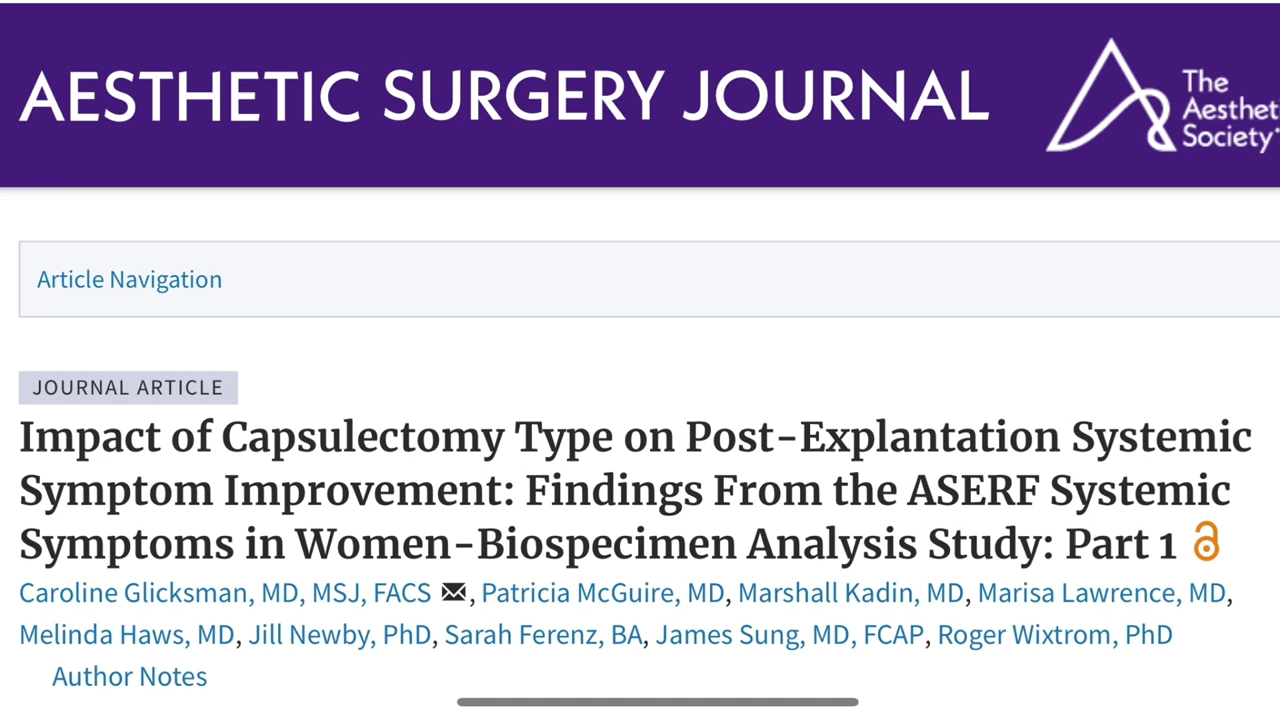 AESTHETIC SURGERY JOURNAL
The
Aesthet
Society
Article Navigation
JOURNAL ARTICLE
Impact of Capsulectomy Type on Post-Explantation Systemic
Symptom Improvement: Findings From the ASERF Systemic
Symptoms in Women-Biospecimen Analysis Study: Part 1
Caroline Glicksman, MD, MSJ, FACS , Patricia McGuire, MD, Marshall Kadin, MD, Marisa Lawrence, MD,
Melinda Haws, MD, Jill Newby, PhD, Sarah Ferenz, BA, James Sung, MD, FCAP, Roger Wixtrom, PhD
Author Notes